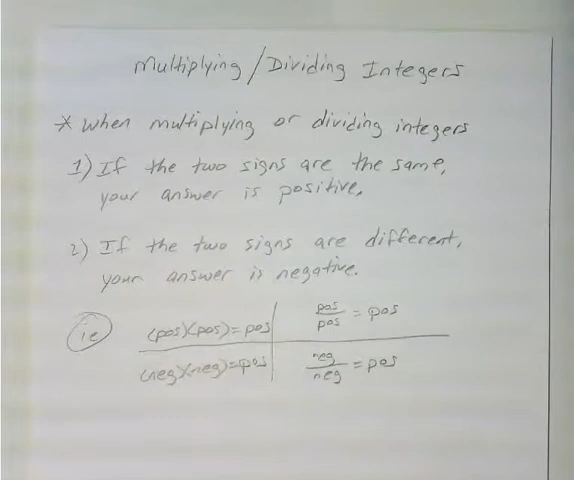 Multiplying/Dividing Integers
* when multiplying or dividing integers
1) If the two signs are the same,
your answer is positive.
2) If the two signs are different,
your answer is negative.
ie (pos)(pos)=pos pos/pos = pos
(neg)(neg)=pos neg/neg = pos